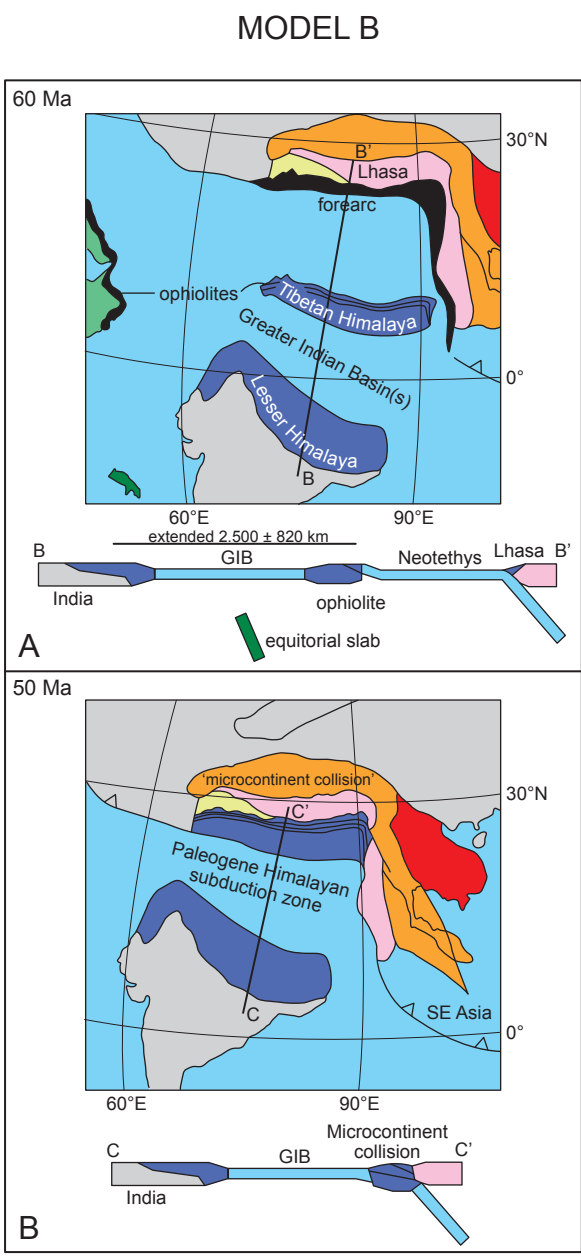 MODEL B
60 Ma
30°N
B'
Lhasa
forearc
ophiolites
Tibetan Himalaya
Greater Indian Basin(s)
0°
Lesser Himalaya
B
60°E
90°E
extended 2.500 ± 820 km
B
GIB
Neotethys
Lhasa
B'
India
ophiolite
A
equitorial slab
50 Ma
'microcontinent collision'
30°N
C'
Paleogene Himalayan
subduction zone
C
SE Asia
0°
60°E
90°E
Microcontinent
collision
C
GIB
C'
India
B